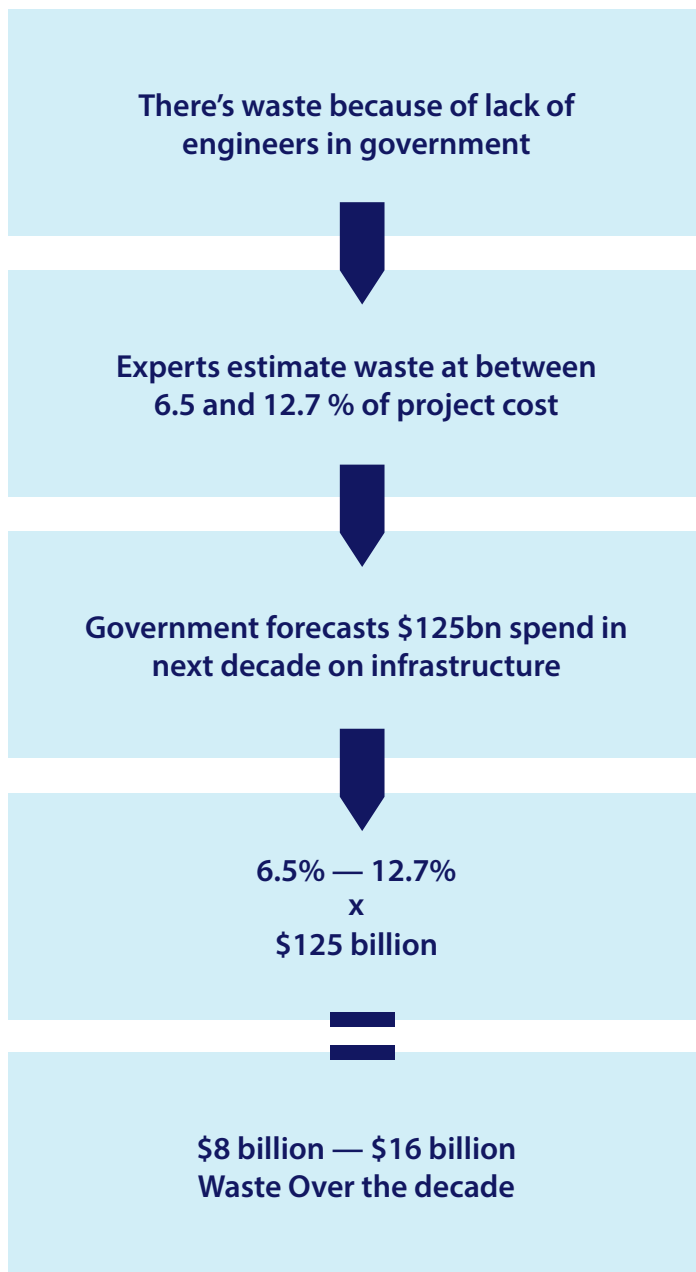 There’s waste because of lack of
engineers in government
Experts estimate waste at between
6.5 and 12.7 % of project cost
Government forecasts $125bn spend in
next decade on infrastructure
6.5% — 12.7%
x
$125 billion
$8 billion — $16 billion
Waste Over the decade